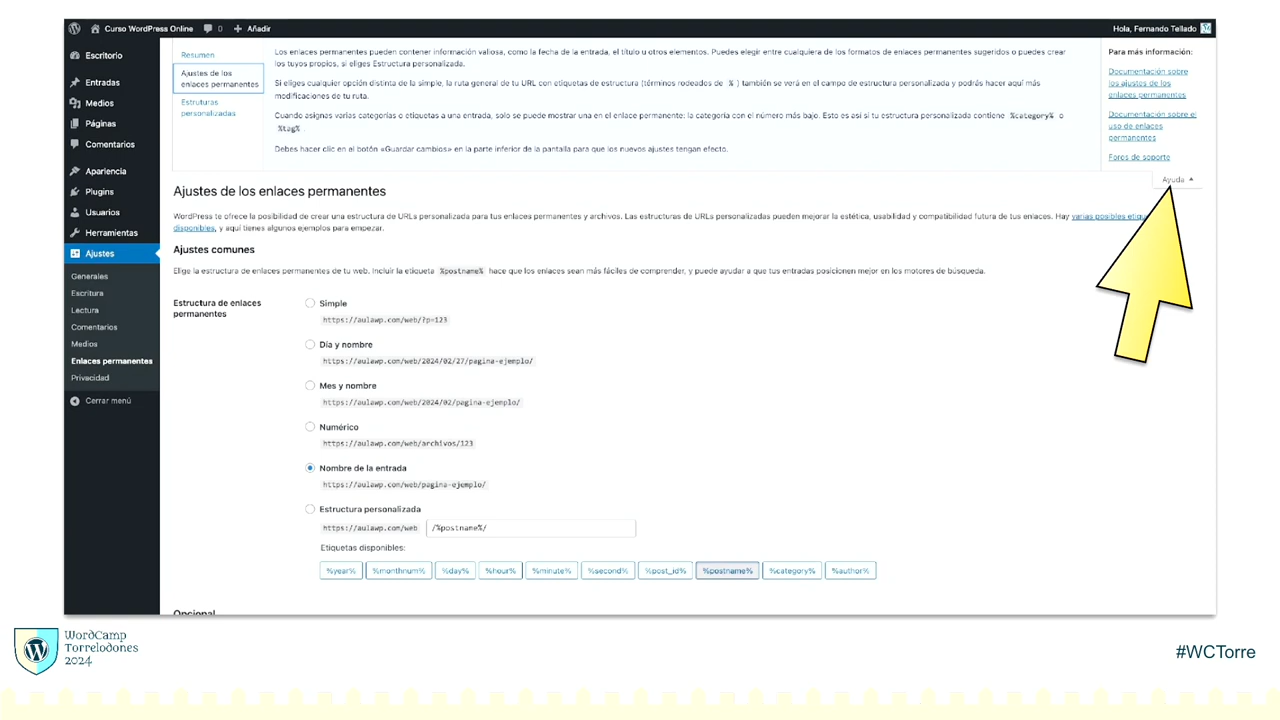 Curso WordPress Online 0 Añadir Hola, Fernando Tellado
Escritorio
Entradas
Medios
Páginas
Comentarios
Apariencia
Plugins
Usuarios
Herramientas
Ajustes
Generales
Escritura
Lectura
Comentarios
Medios
Enlaces permanentes
Privacidad
Cerrar menú
Resumen
Ajustes de los
enlaces permanentes
Estruturas
personalizadas
Los enlaces permanentes pueden contener información valiosa, como la fecha de la entrada, el título u otros elementos. Puedes elegir entre cualquiera de los formatos de enlaces permanentes sugeridos o puedes crear
los tuyos propios, si eliges Estructura personalizada.
Si eliges cualquier opción distinta de la simple, la ruta general de tu URL con etiquetas de estructura (términos rodeados de % ) también se verá en el campo de estructura personalizada y podrás hacer aquí más
modificaciones de tu ruta.
Cuando asignas varias categorías o etiquetas a una entrada, solo se puede mostrar una en el enlace permanente: la categoría con el número más bajo. Esto es así si tu estructura personalizada contiene %category% o
%tag% .
Debes hacer clic en el botón «Guardar cambios» en la parte inferior de la pantalla para que los nuevos ajustes tengan efecto.
Para más información:
Documentación sobre
los ajustes de los
enlaces permanentes
Documentación sobre el
uso de enlaces
permanentes
Foros de soporte
Ayuda
Ajustes de los enlaces permanentes
WordPress te ofrece la posibilidad de crear una estructura de URLs personalizada para tus enlaces permanentes y archivos. Las estructuras de URLs personalizadas pueden mejorar la estética, usabilidad y compatibilidad futura de tus enlaces. Hay varias posibles etiqu
disponibles, y aquí tienes algunos ejemplos para empezar.
Ajustes comunes
Elige la estructura de enlaces permanentes de tu web. Incluir la etiqueta %postname% hace que los enlaces sean más fáciles de comprender, y puede ayudar a que tus entradas posicionen mejor en los motores de búsqueda.
Estructura de enlaces
permanentes
Simple
https://aulawp.com/web/?p=123
Día y nombre
https://aulawp.com/web/2024/02/27/pagina-ejemplo/
Mes y nombre
https://aulawp.com/web/2024/02/pagina-ejemplo/
Numérico
https://aulawp.com/web/archivos/123
Nombre de la entrada
https://aulawp.com/web/pagina-ejemplo/
Estructura personalizada
https://aulawp.com/web /%postname%/
Etiquetas disponibles:
%year% %monthnum% %day% %hour% %minute% %second% %post_id% %postname% %category% %author%
Opcional
WordCamp
Torrelodones
2024
#WCTorre